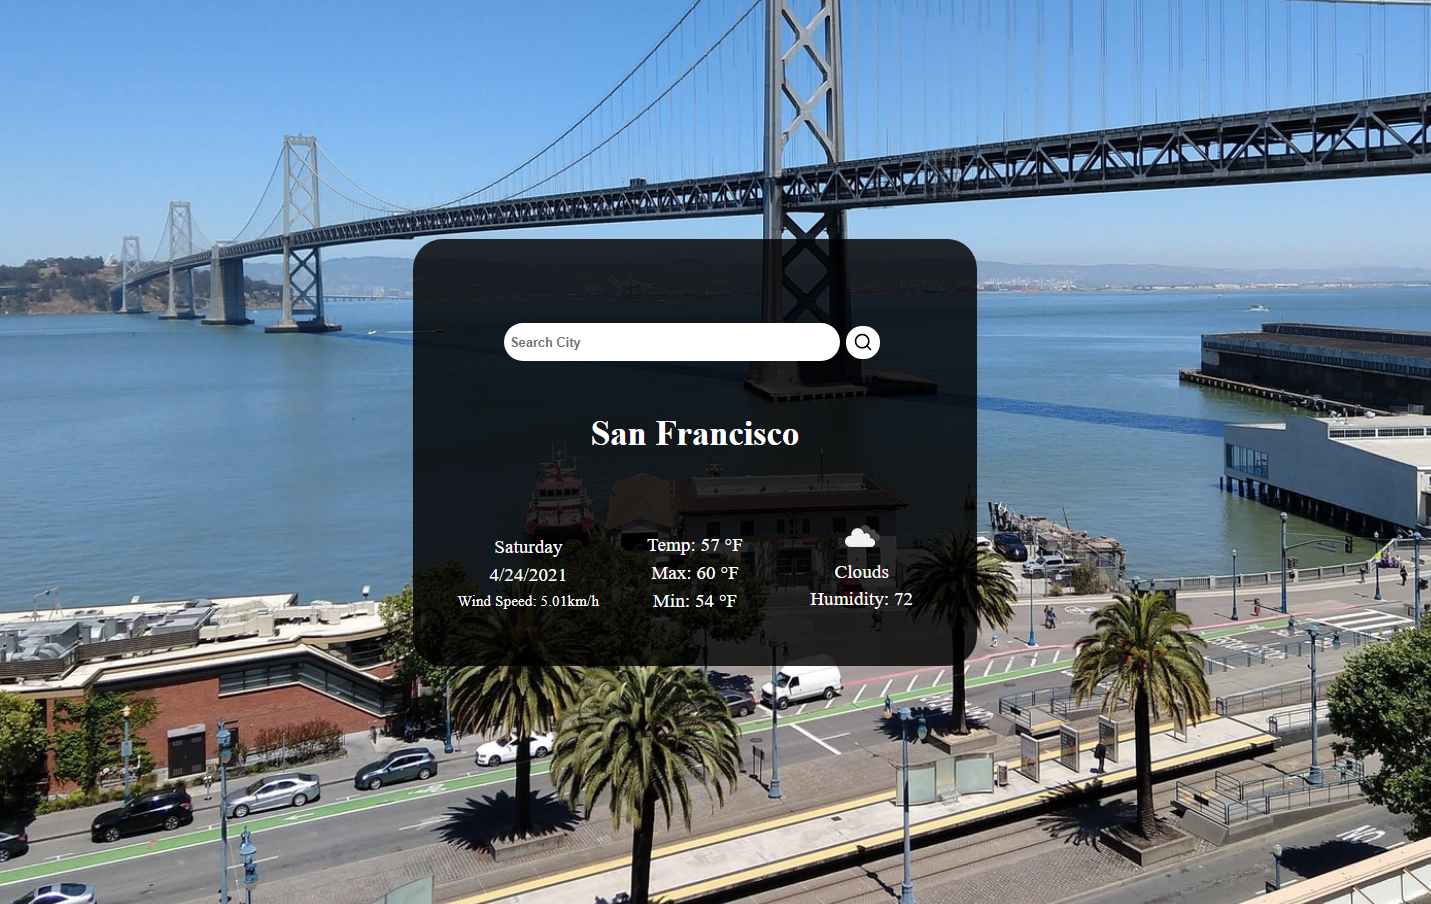 Search City
San Francisco
Saturday
4/24/2021
Wind Speed: 5.01km/h
Temp: 57 °F
Max: 60 °F
Min: 54 °F
Clouds
Humidity: 72